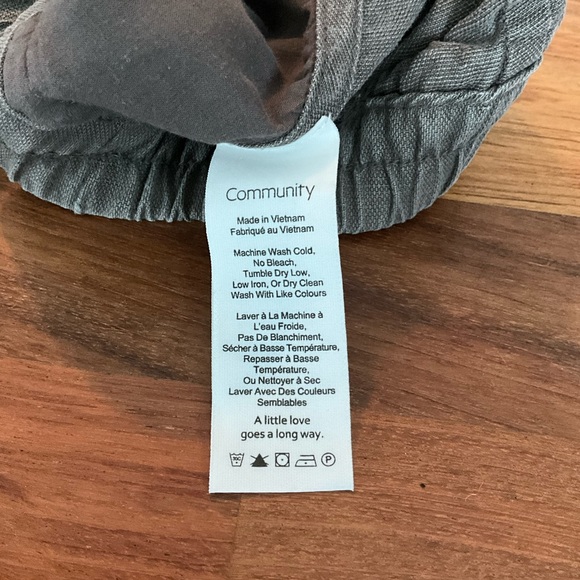 Community
Made in Vietnam
Fabriqué au Vietnam
Machine Wash Cold,
No Bleach,
Tumble Dry Low,
Low Iron, Or Dry Clean
Wash With Like Colours
Laver à La Machine à
L'eau Froide,
Pas De Blanchiment,
Sécher à Basse Température,
Repasser à Basse
Température,
Ou Nettoyer à Sec
Laver Avec Des Couleurs
Semblables
A little love
goes a long way.
30C P